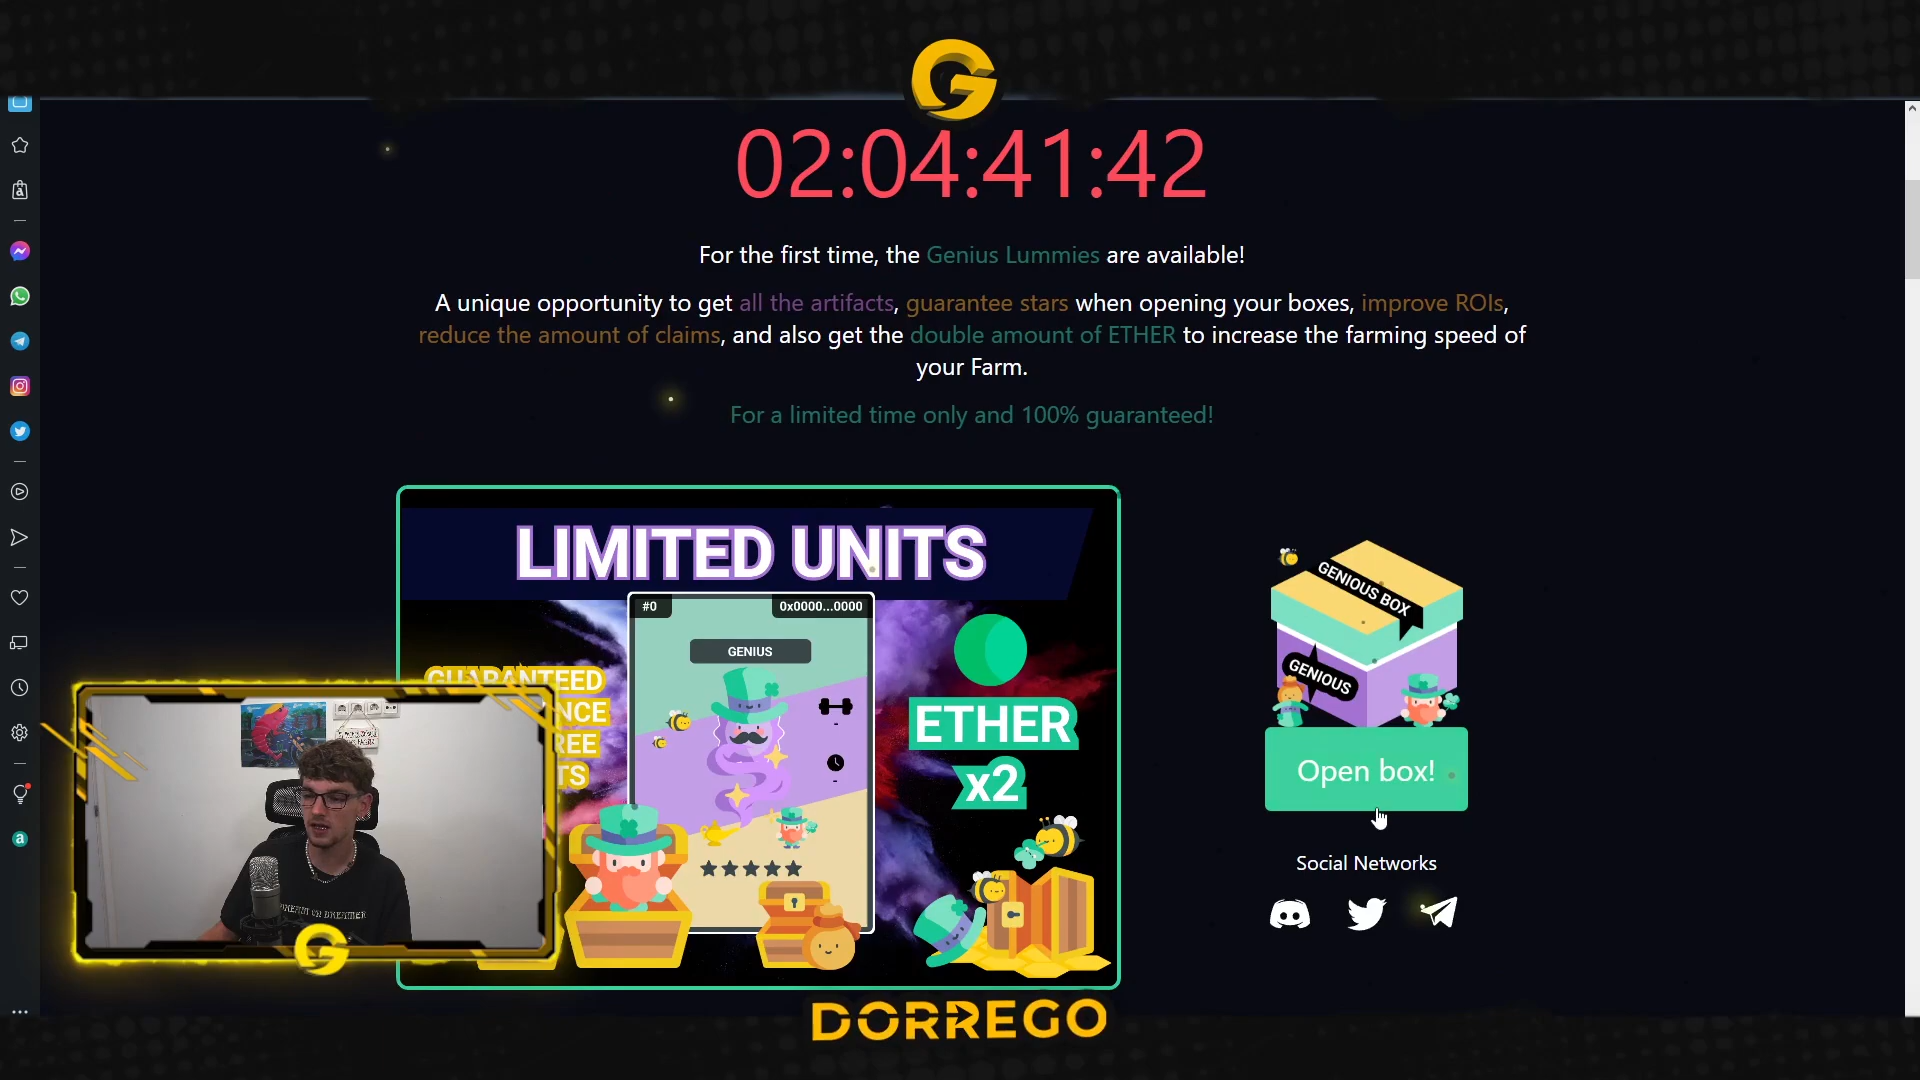 02:04:41:42
For the first time, the Genius Lummies are available!
A unique opportunity to get all the artifacts, guarantee stars when opening your boxes, improve ROIs,
reduce the amount of claims, and also get the double amount of ETHER to increase the farming speed of
your Farm.
For a limited time only and 100% guaranteed!
LIMITED UNITS
#0
0x0000...0000
GENIUS
GUARANTEED
ETHER
x2
GENIOUS BOX
GENIOUS
Open box!
Social Networks
DORREGO